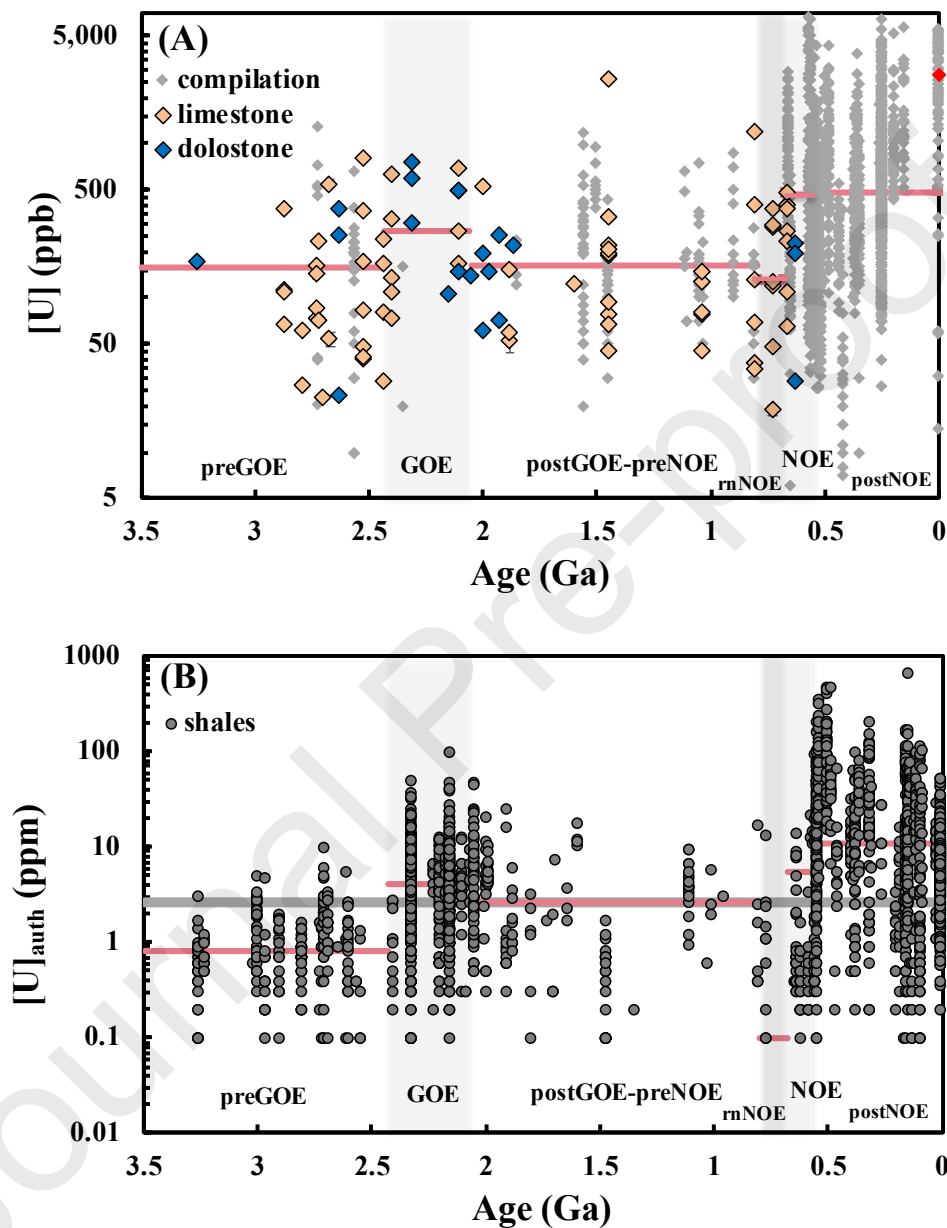 (A)
compilation
limestone
dolostone
[U] (ppb)
5,000
500
50
5
preGOE
GOE
postGOE-preNOE
rnNOE
NOE
postNOE
3.5 3 2.5 2 1.5 1 0.5 0
Age (Ga)
(B)
shales
[U]auth (ppm)
1000
100
10
1
0.1
0.01
preGOE
GOE
postGOE-preNOE
rnNOE
NOE
postNOE
3.5 3 2.5 2 1.5 1 0.5 0
Age (Ga)
Journal Pre-proof